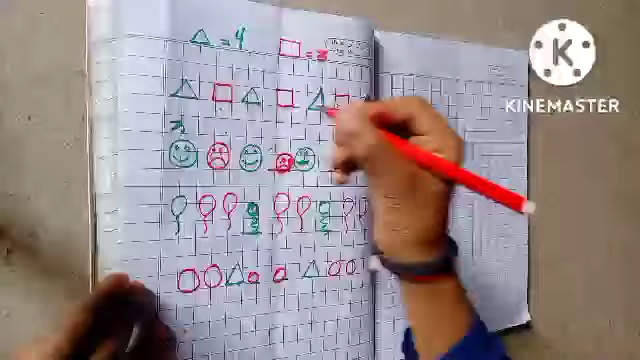 △ = 4 □ = 3
KINEMASTER